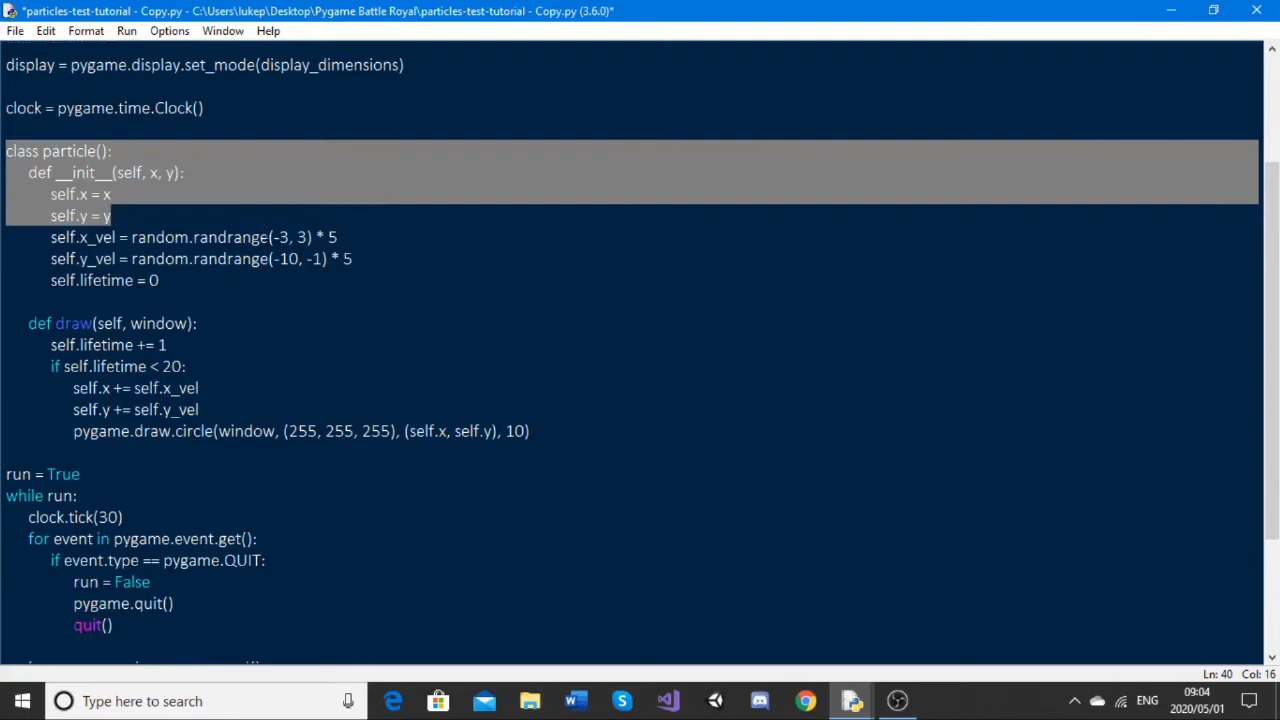 *particles-test-tutorial - Copy.py - C:\Users\lukep\Desktop\Pygame Battle Royal\particles-test-tutorial - Copy.py (3.6.0)*
File Edit Format Run Options Window Help
display = pygame.display.set_mode(display_dimensions)
clock = pygame.time.Clock()
class particle():
def __init__(self, x, y):
self.x = x
self.y = y
self.x_vel = random.randrange(-3, 3) * 5
self.y_vel = random.randrange(-10, -1) * 5
self.lifetime = 0
def draw(self, window):
self.lifetime += 1
if self.lifetime < 20:
self.x += self.x_vel
self.y += self.y_vel
pygame.draw.circle(window, (255, 255, 255), (self.x, self.y), 10)
run = True
while run:
clock.tick(30)
for event in pygame.event.get():
if event.type == pygame.QUIT:
run = False
pygame.quit()
quit()
Ln: 40 Col: 16
Type here to search
ENG
09:04
2020/05/01